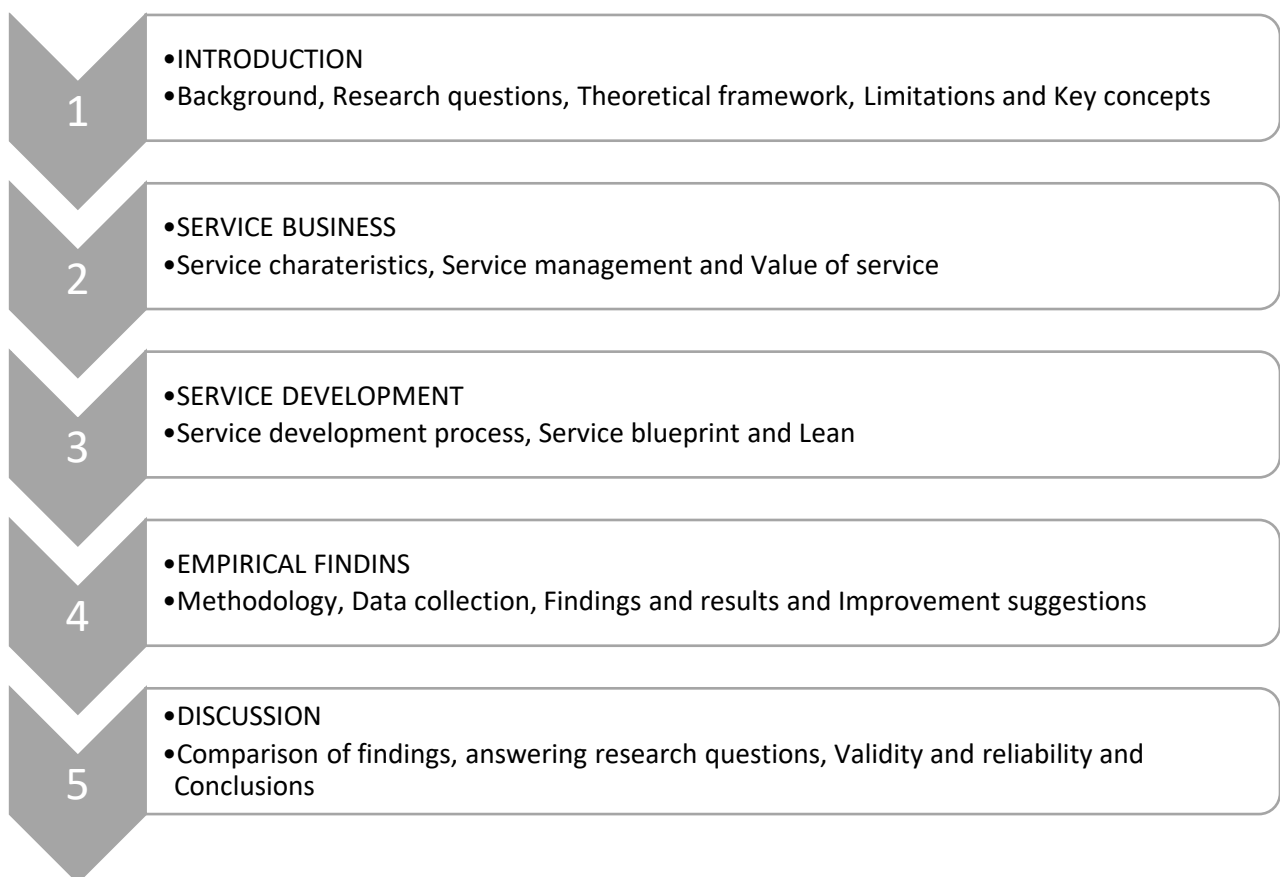 1
•INTRODUCTION
•Background, Research questions, Theoretical framework, Limitations and Key concepts
2
•SERVICE BUSINESS
•Service charateristics, Service management and Value of service
3
•SERVICE DEVELOPMENT
•Service development process, Service blueprint and Lean
4
•EMPIRICAL FINDINS
•Methodology, Data collection, Findings and results and Improvement suggestions
5
•DISCUSSION
•Comparison of findings, answering research questions, Validity and reliability and
Conclusions